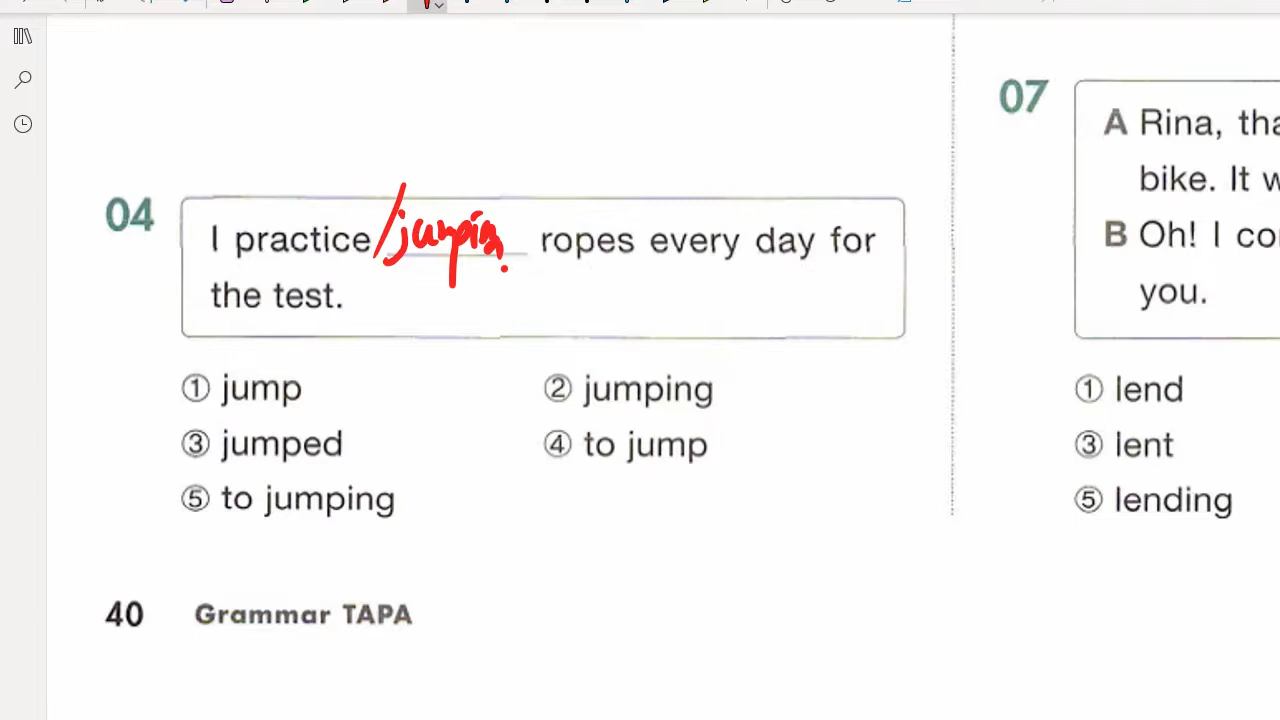 04
I practice /jumping ropes every day for
the test.
① jump ② jumping
③ jumped ④ to jump
⑤ to jumping
40 Grammar TAPA
07
A Rina, tha
bike. It w
B Oh! I co
you.
① lend
③ lent
⑤ lending